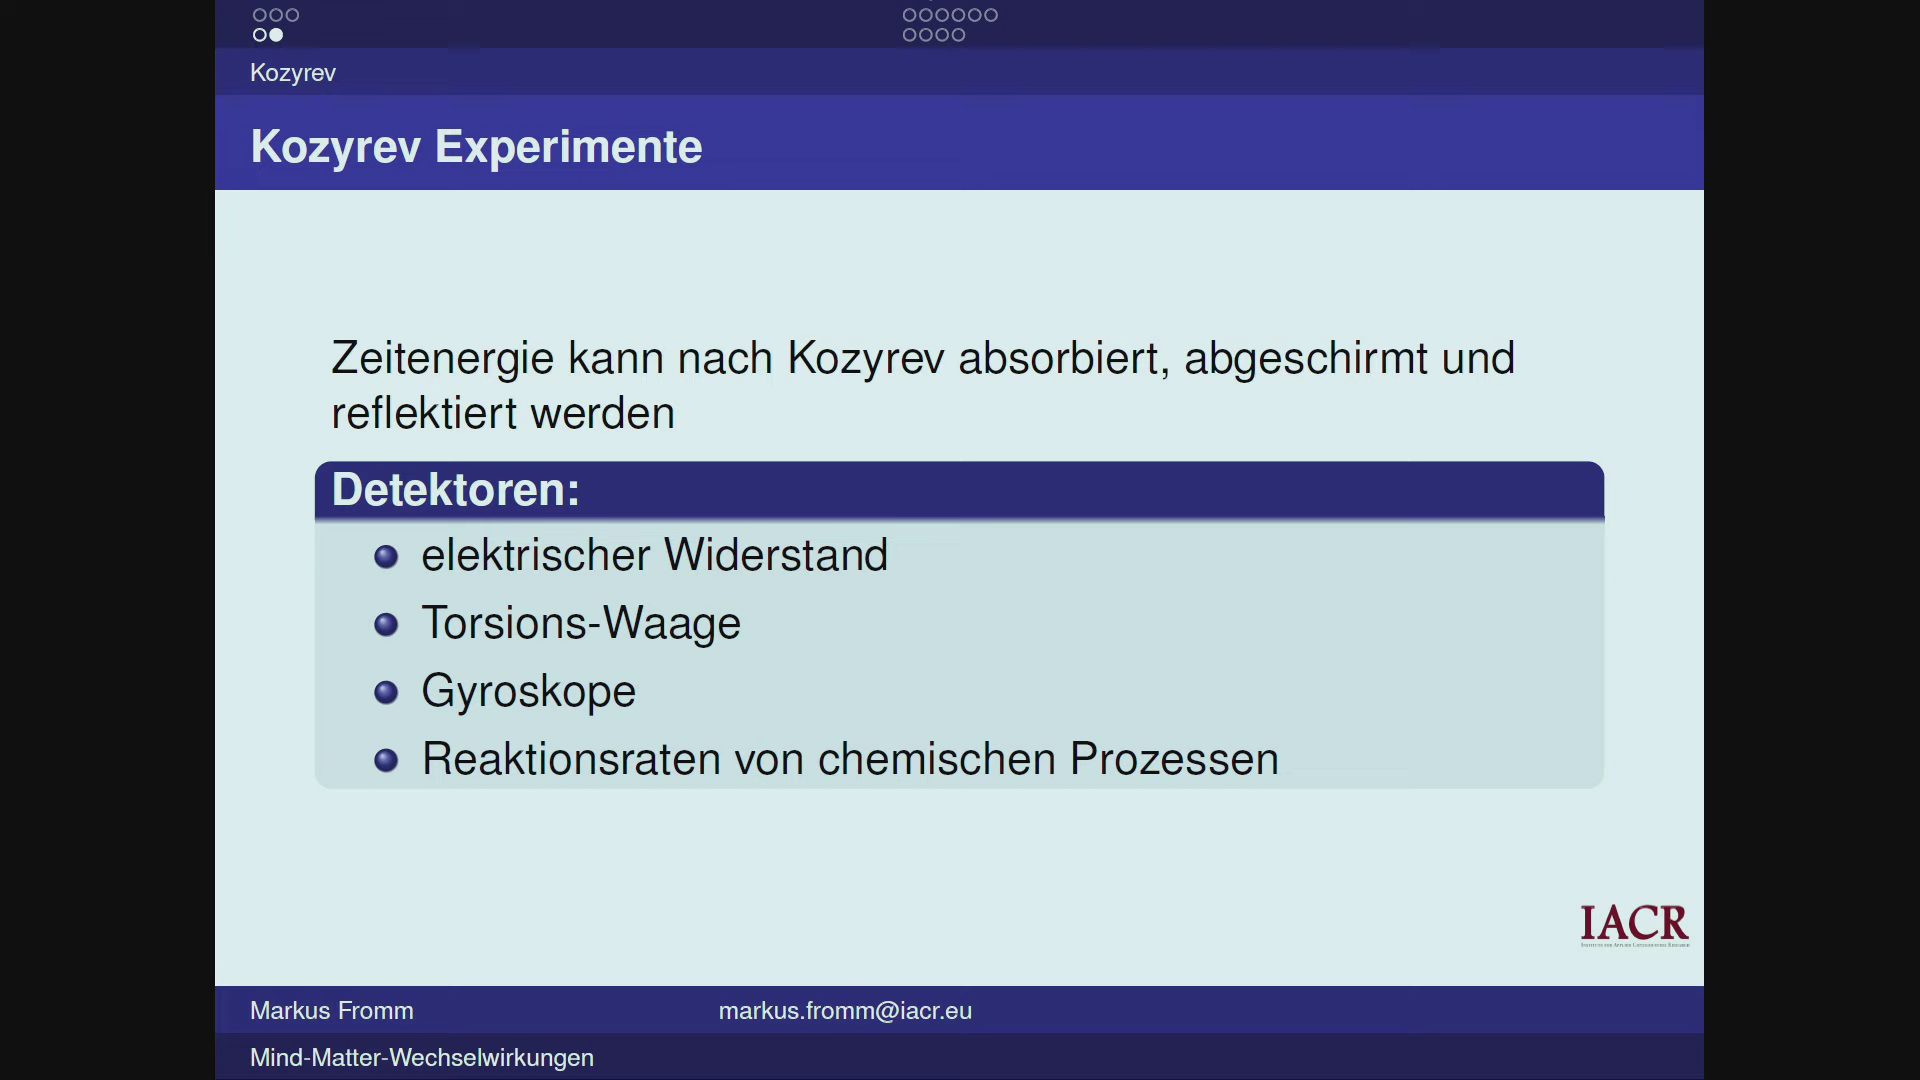 Kozyrev
Kozyrev Experimente
Zeitenergie kann nach Kozyrev absorbiert, abgeschirmt und
reflektiert werden
Detektoren:
elektrischer Widerstand
Torsions-Waage
Gyroskope
Reaktionsraten von chemischen Prozessen
IACR
Markus Fromm
markus.fromm@iacr.eu
Mind-Matter-Wechselwirkungen